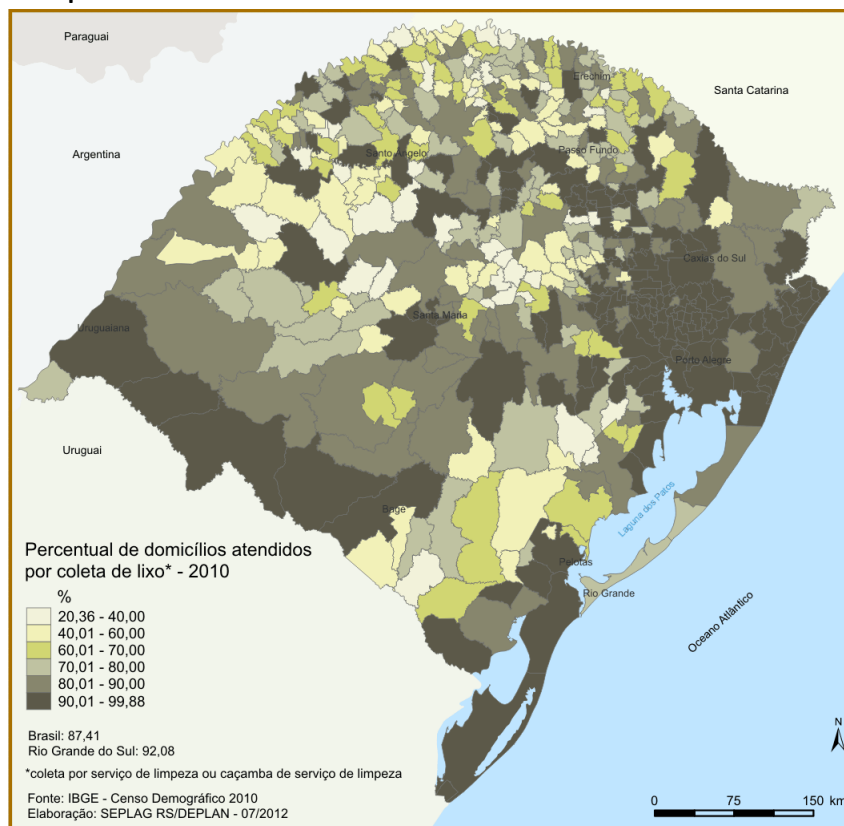 Paraguai
Santa Catarina
Argentina
Erechim
Santo Ângelo
Passo Fundo
Caxias do Sul
Santa Maria
Uruguaiana
Porto Alegre
Uruguai
Bagé
Laguna dos Patos
Pelotas
Rio Grande
Oceano Atlântico
Percentual de domicílios atendidos
por coleta de lixo* - 2010
%
20,36 - 40,00
40,01 - 60,00
60,01 - 70,00
70,01 - 80,00
80,01 - 90,00
90,01 - 99,88
Brasil: 87,41
Rio Grande do Sul: 92,08
*coleta por serviço de limpeza ou caçamba de serviço de limpeza
Fonte: IBGE - Censo Demográfico 2010
Elaboração: SEPLAG RS/DEPLAN - 07/2012
N
0 75 150 km